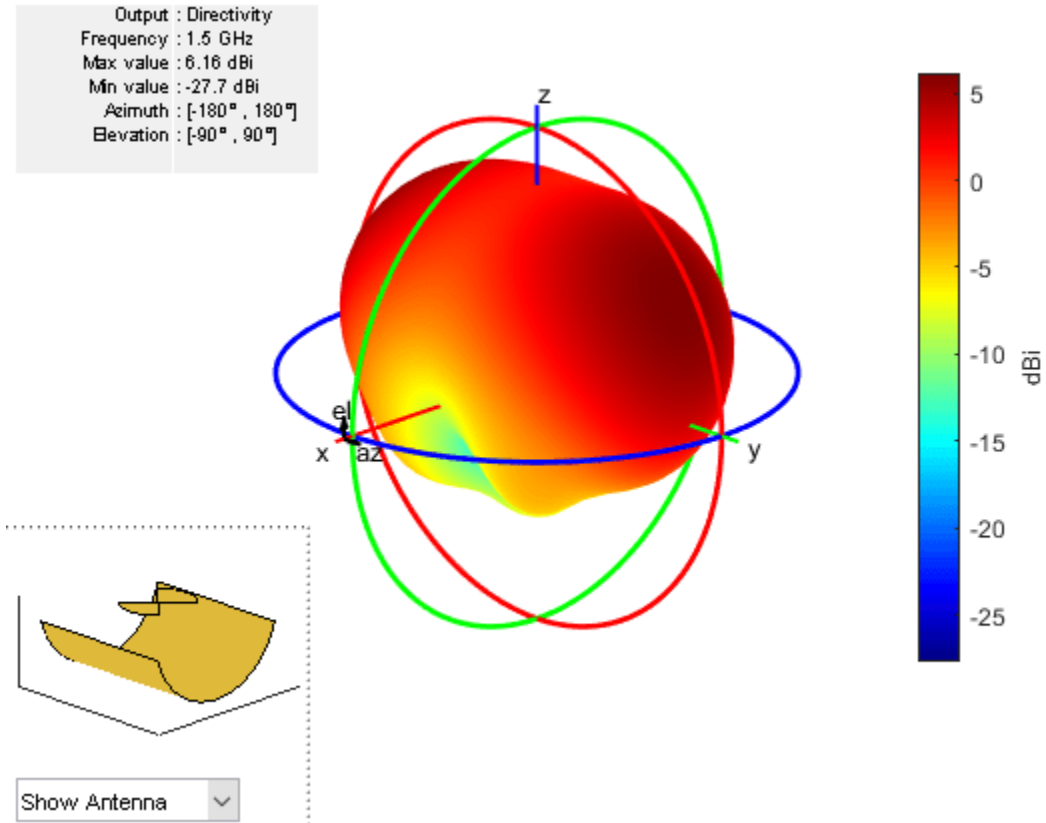 Output : Directivity
Frequency : 1.5 GHz
Max value : 6.16 dBi
Min value : -27.7 dBi
Azimuth : [-180° , 180°]
Elevation : [-90° , 90°]
z
x
el
az
y
5
0
-5
-10
-15
-20
-25
dBi
Show Antenna